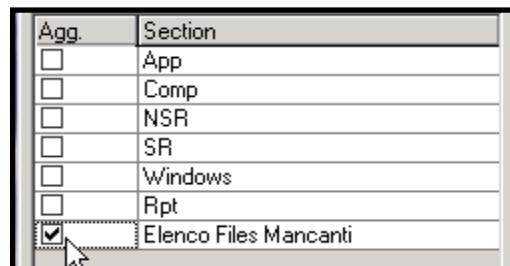 Agg. Section
App
Comp
NSR
SR
Windows
Rpt
Elenco Files Mancanti